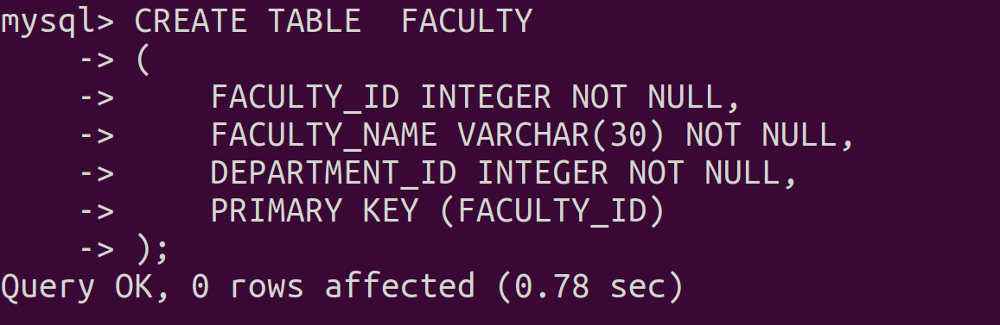 mysql> CREATE TABLE  FACULTY
    -> (
    ->     FACULTY_ID INTEGER NOT NULL,
    ->     FACULTY_NAME VARCHAR(30) NOT NULL,
    ->     DEPARTMENT_ID INTEGER NOT NULL,
    ->     PRIMARY KEY (FACULTY_ID)
    -> );
Query OK, 0 rows affected (0.78 sec)